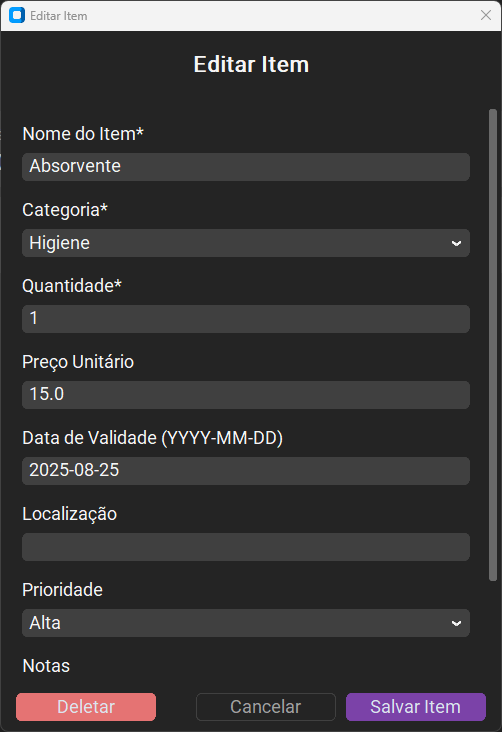 Editar Item
Editar Item
Nome do Item*
Absorvente
Categoria*
Higiene
Quantidade*
1
Preço Unitário
15.0
Data de Validade (YYYY-MM-DD)
2025-08-25
Localização
Prioridade
Alta
Notas
Deletar
Cancelar
Salvar Item